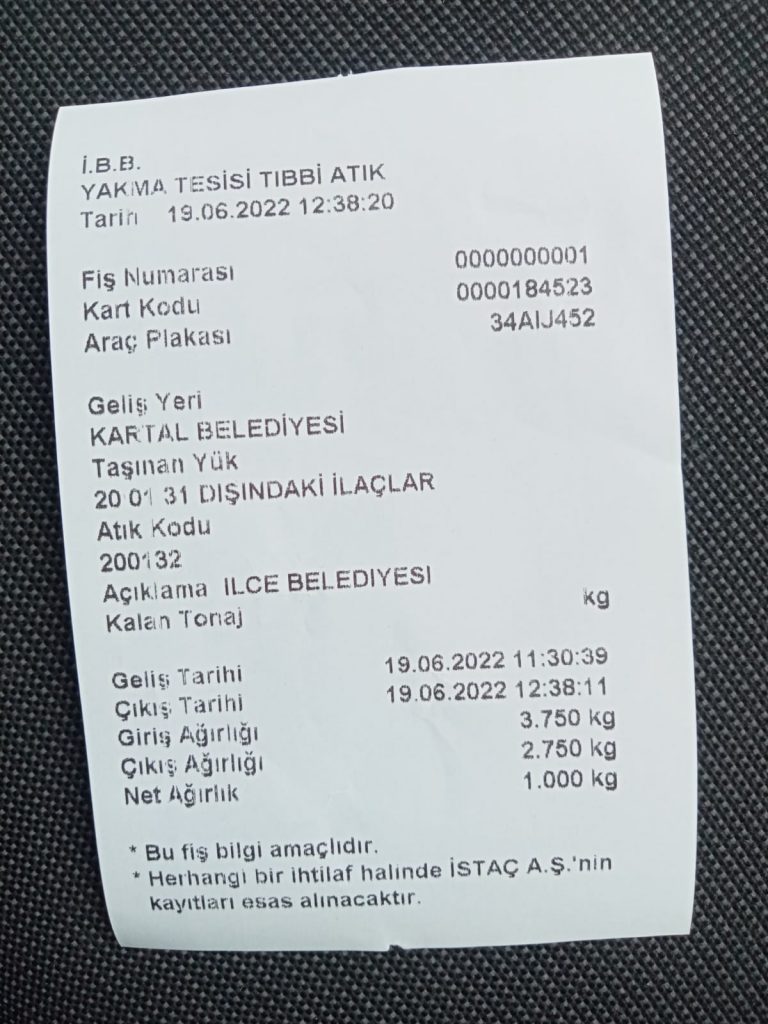 İ.B.B.
YAKMA TESİSİ TIBBİ ATIK
Tarih 19.06.2022 12:38:20
Fiş Numarası 0000000001
Kart Kodu 0000184523
Araç Plakası 34AIJ452
Geliş Yeri
KARTAL BELEDİYESİ
Taşınan Yük
20 01 31 DIŞINDAKİ İLAÇLAR
Atık Kodu
200132
Açıklama ILCE BELEDIYESI
Kalan Tonaj kg
Geliş Tarihi 19.06.2022 11:30:39
Çıkış Tarihi 19.06.2022 12:38:11
Giriş Ağırlığı 3.750 kg
Çıkış Ağırlığı 2.750 kg
Net Ağırlık 1.000 kg
* Bu fiş bilgi amaçlıdır.
* Herhangi bir ihtilaf halinde İSTAÇ A.Ş.'nin
kayıtları esas alınacaktır.